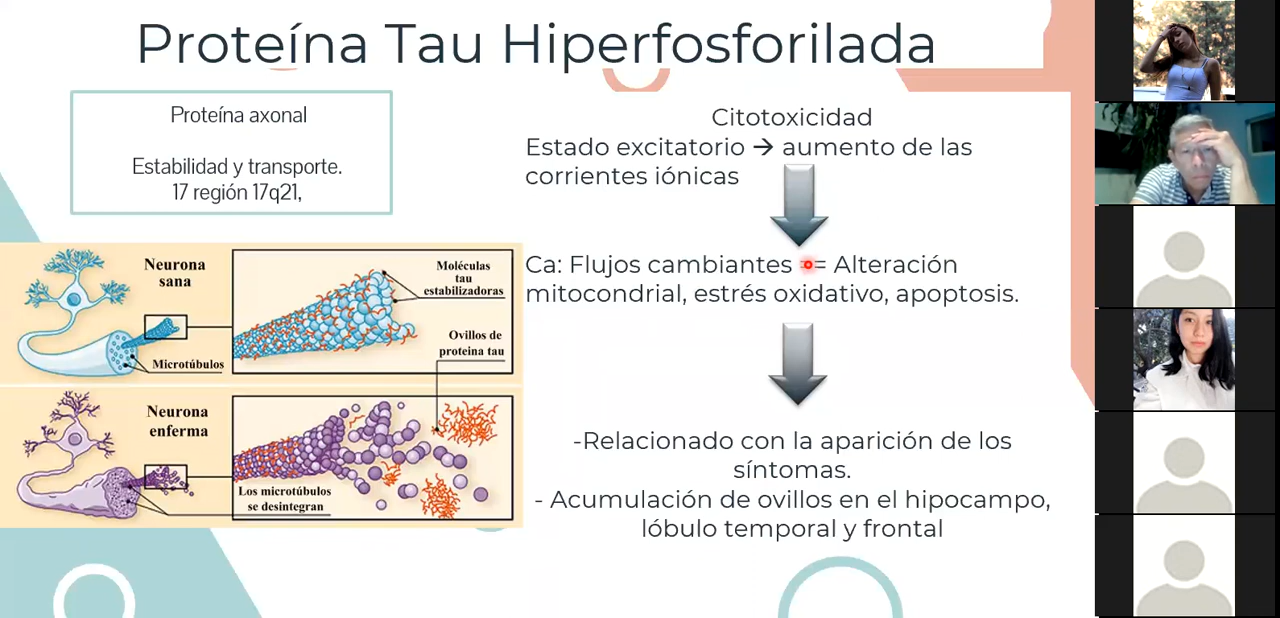 Proteína Tau Hiperfosforilada
Proteína axonal
Estabilidad y transporte.
17 región 17q21,
Neurona
sana
Microtúbulos
Moléculas
tau
estabilizadoras
Ovillos de
proteina tau
Neurona
enferma
Los microtúbulos
se desintegran
Citotoxicidad
Estado excitatorio → aumento de las
corrientes iónicas
Ca: Flujos cambiantes = Alteración
mitocondrial, estrés oxidativo, apoptosis.
-Relacionado con la aparición de los
síntomas.
- Acumulación de ovillos en el hipocampo,
lóbulo temporal y frontal